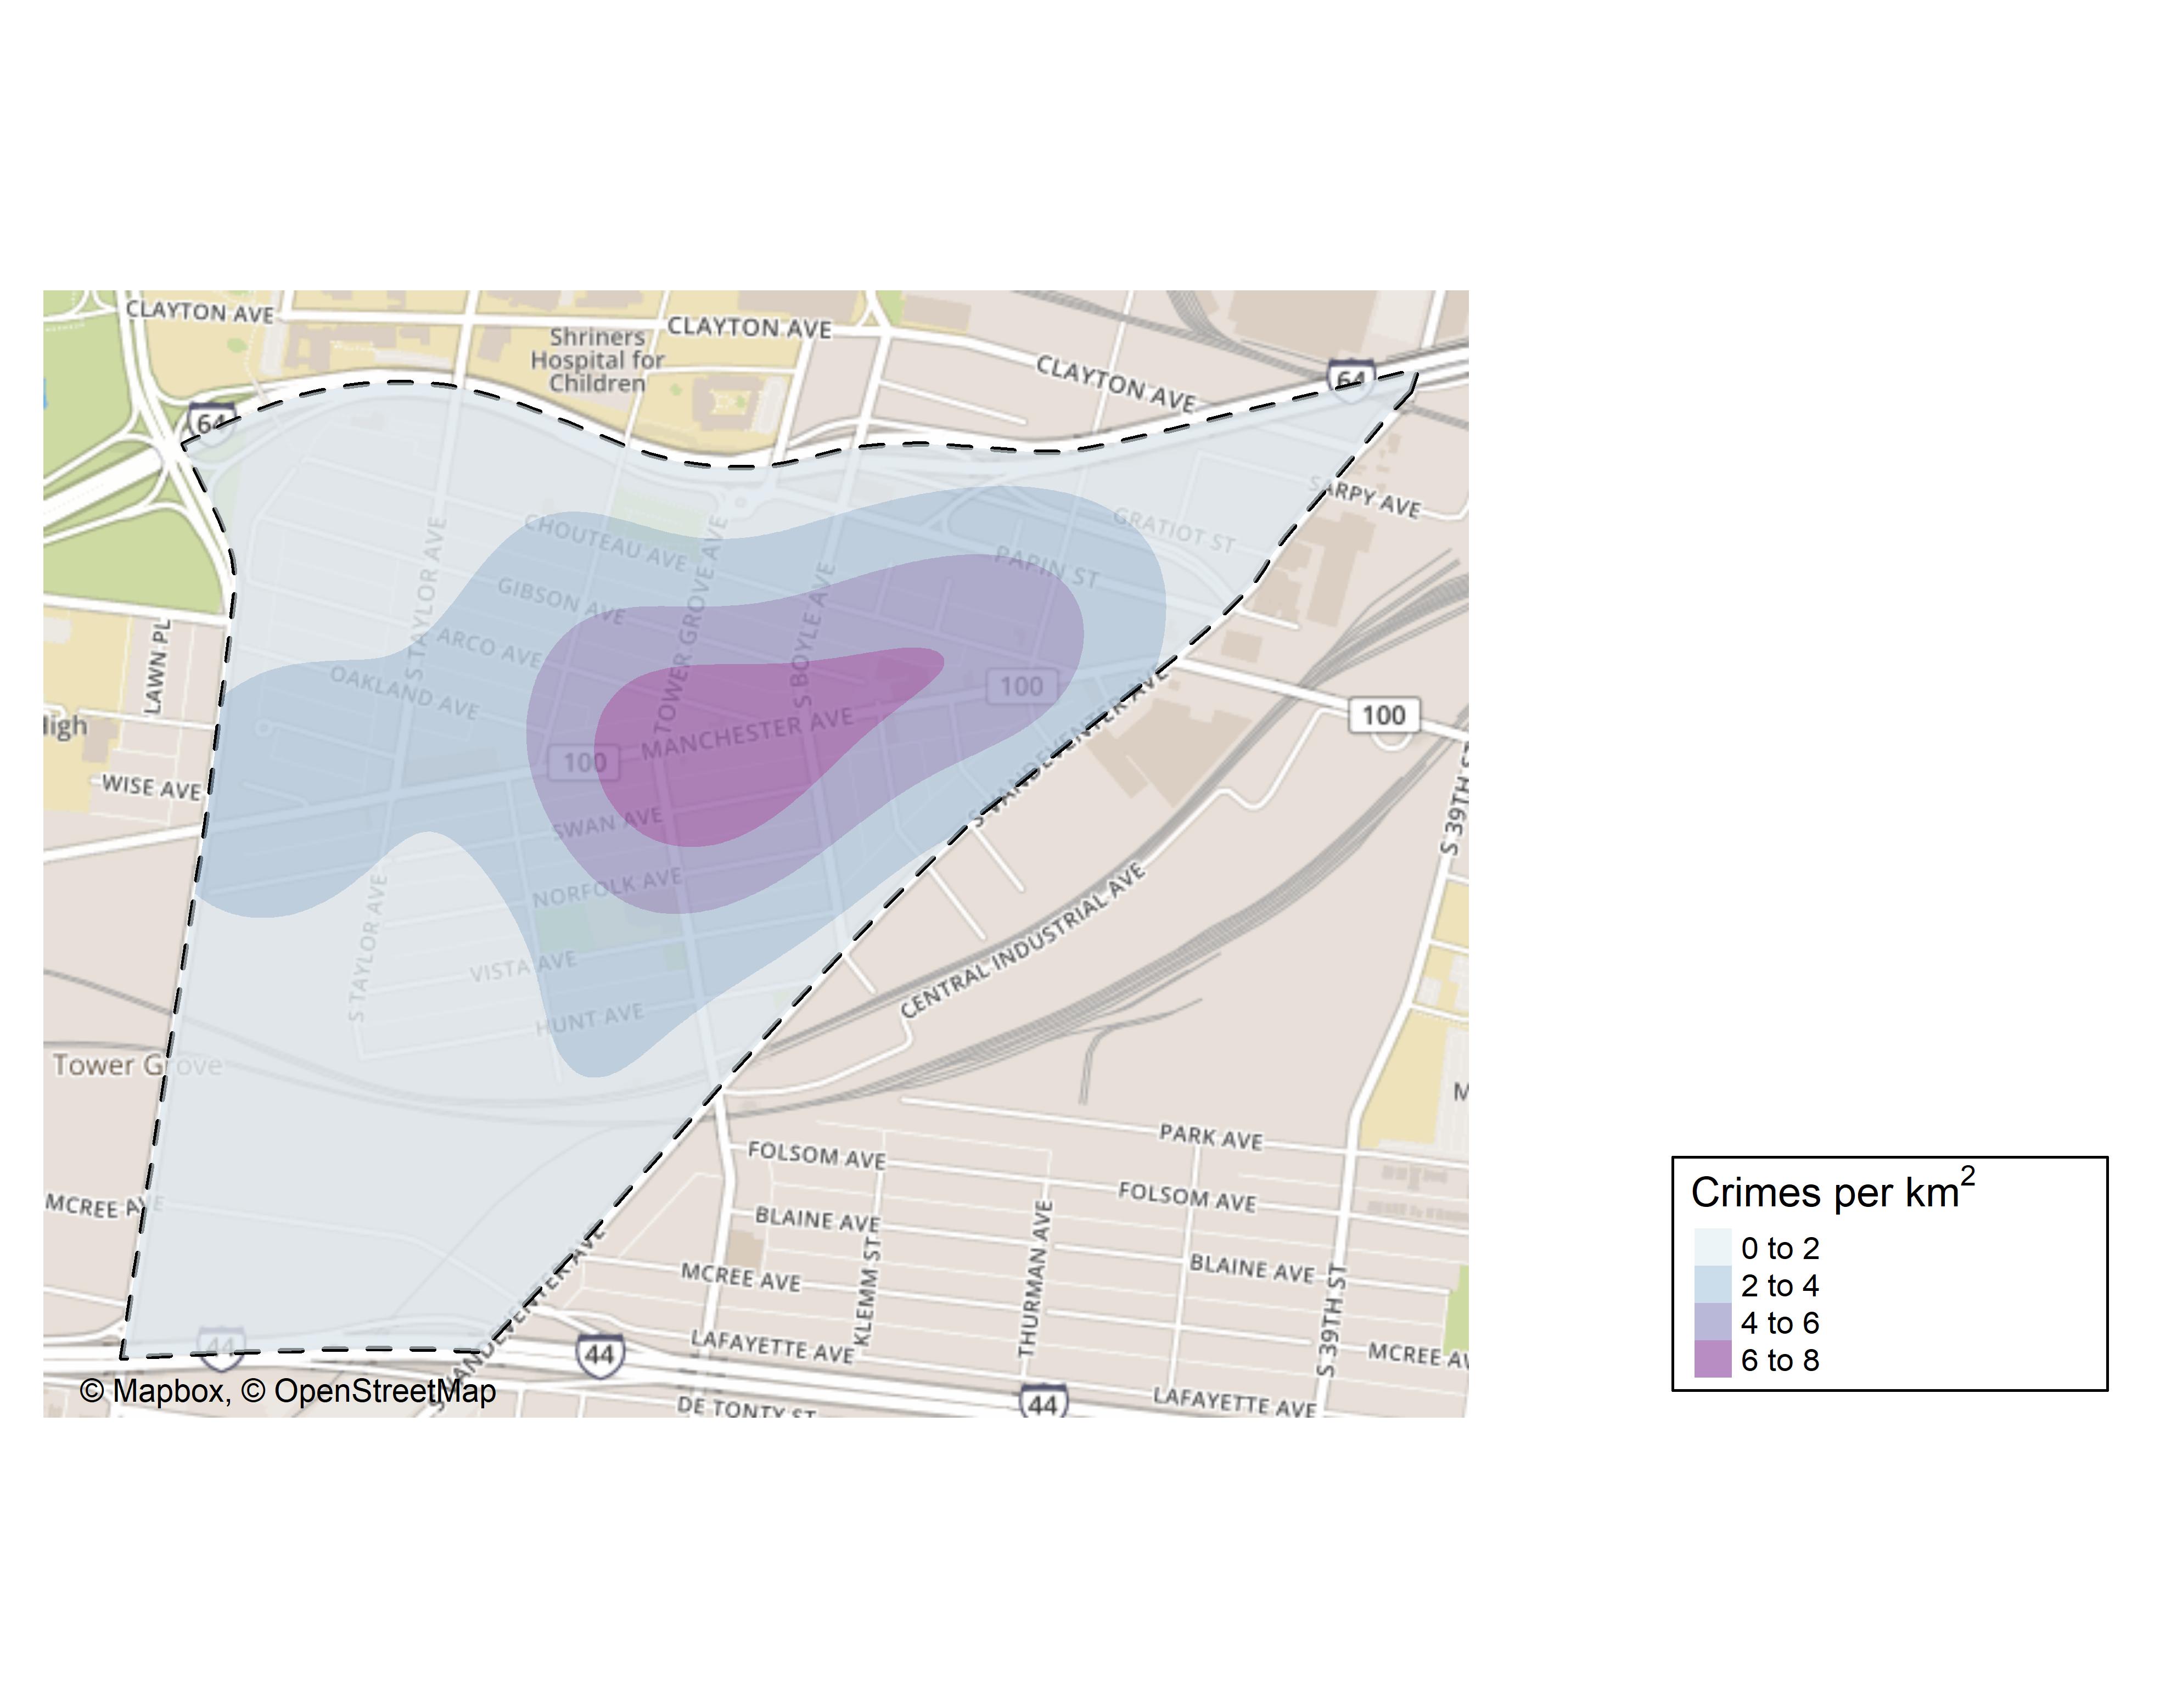 CLAYTON AVE
CLAYTON AVE
Shriners
Hospital for
Children
CLAYTON AVE
64
64
SARPY AVE
GRATIOT ST
CHOUTEAU AVE
PAPIN ST
S TAYLOR AVE
GIBSON AVE
TOWER GROVE AVE
S BOYLE AVE
ARCO AVE
OAKLAND AVE
LAWN PL
100
100
High
MANCHESTER AVE
100
WISE AVE
S VANDEVENTER AVE
SWAN AVE
S 39TH ST
NORFOLK AVE
S TAYLOR AVE
CENTRAL INDUSTRIAL AVE
VISTA AVE
HUNT AVE
Tower Grove
M
PARK AVE
FOLSOM AVE
FOLSOM AVE
MCREE AVE
BLAINE AVE
BLAINE AVE
KLEMM ST
THURMAN AVE
S 39TH ST
MCREE AVE
S VANDEVENTER AVE
44
44
LAFAYETTE AVE
MCREE AV
LAFAYETTE AVE
44
DE TONTY ST
© Mapbox, © OpenStreetMap
Crimes per km2
0 to 2
2 to 4
4 to 6
6 to 8